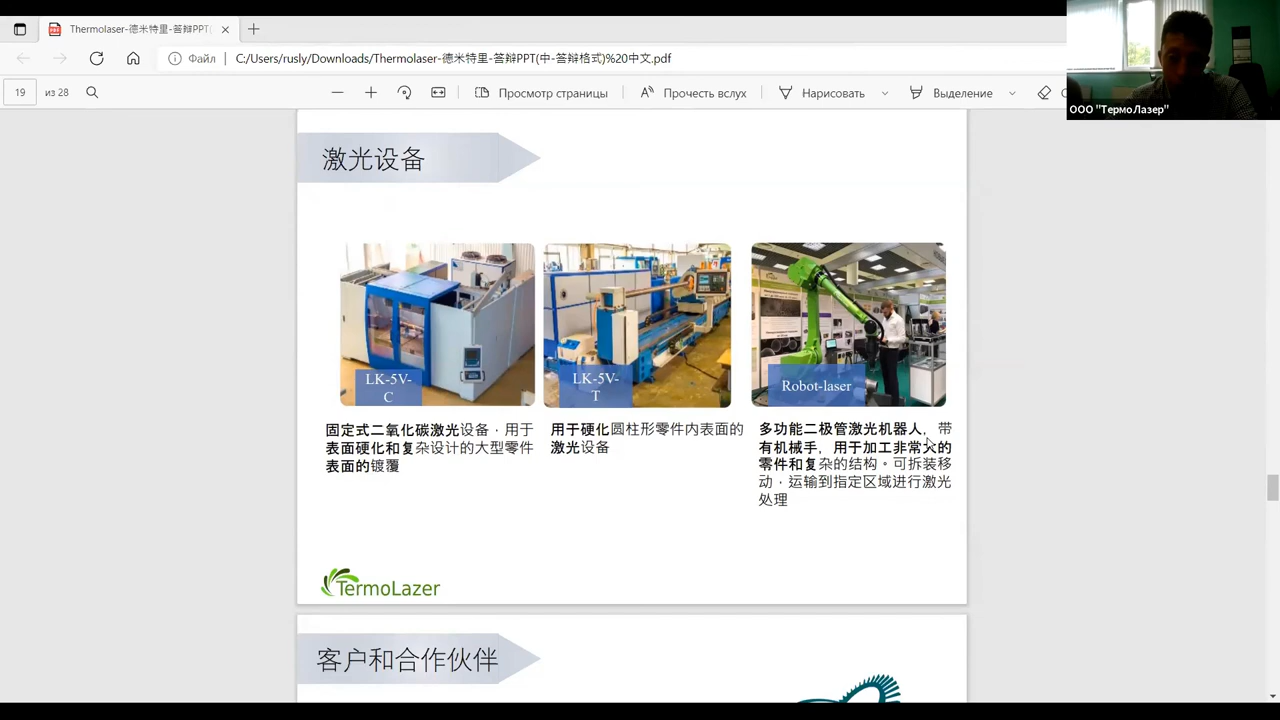 Thermolaser-德米特里-答辩PPT(
Файл
C:/Users/rusly/Downloads/Thermolaser-德米特里-答辩PPT(中-答辩格式)%20中文.pdf
ООО "ТермоЛазер"
19 из 28
Просмотр страницы
Прочесть вслух
Нарисовать
Выделение
激光设备
LK-5V-
C
LK-5V-
T
Robot-laser
固定式二氧化碳激光设备，用于
表面硬化和复杂设计的大型零件
表面的镀覆
用于硬化圆柱形零件内表面的
激光设备
多功能二极管激光机器人，带
有机械手，用于加工非常大的
零件和复杂的结构。可拆装移
动，运输到指定区域进行激光
处理
TermoLazer
客户和合作伙伴